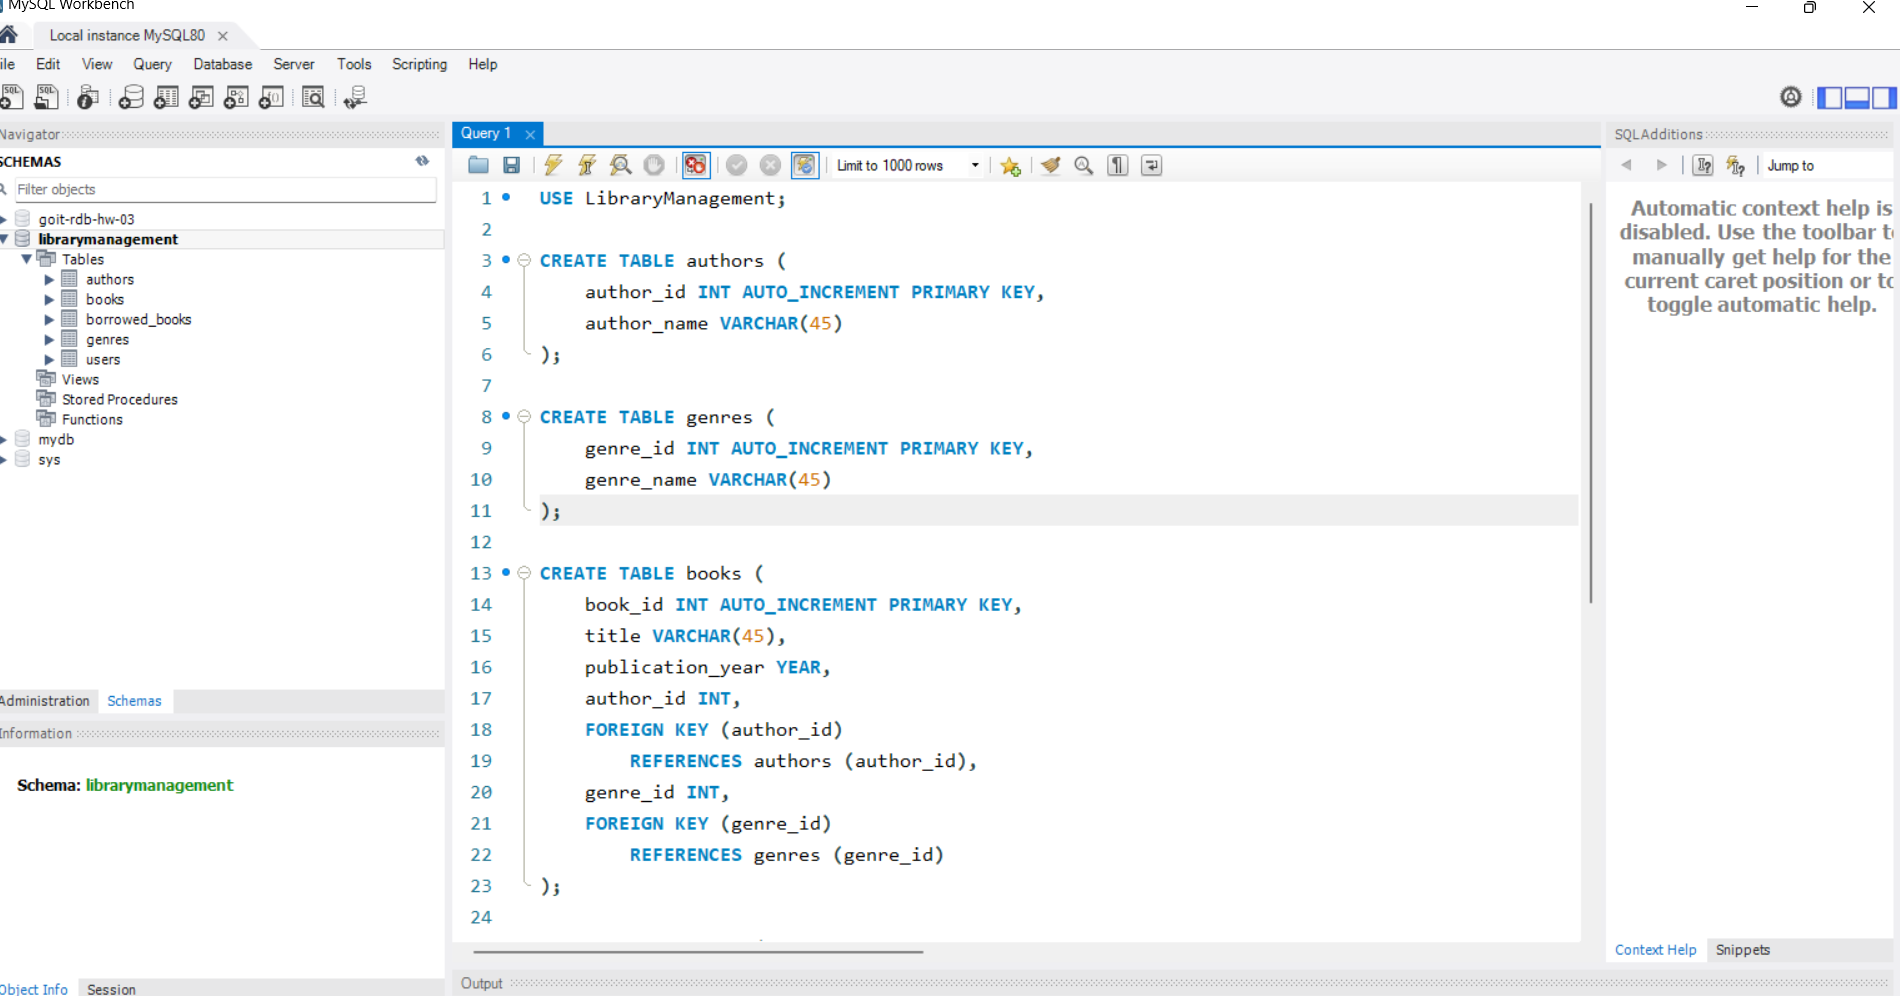 MySQL Workbench
Local instance MySQL80
ile Edit View Query Database Server Tools Scripting Help
Navigator
SCHEMAS
Filter objects
goit-rdb-hw-03
librarymanagement
Tables
authors
books
borrowed_books
genres
users
Views
Stored Procedures
Functions
mydb
sys
Administration Schemas
Information
Schema: librarymanagement
Object Info Session
Query 1
Limit to 1000 rows
1 USE LibraryManagement;
2
3 CREATE TABLE authors (
4 author_id INT AUTO_INCREMENT PRIMARY KEY,
5 author_name VARCHAR(45)
6 );
7
8 CREATE TABLE genres (
9 genre_id INT AUTO_INCREMENT PRIMARY KEY,
10 genre_name VARCHAR(45)
11 );
12
13 CREATE TABLE books (
14 book_id INT AUTO_INCREMENT PRIMARY KEY,
15 title VARCHAR(45),
16 publication_year YEAR,
17 author_id INT,
18 FOREIGN KEY (author_id)
19 REFERENCES authors (author_id),
20 genre_id INT,
21 FOREIGN KEY (genre_id)
22 REFERENCES genres (genre_id)
23 );
24
Output
SQLAdditions
Jump to
Automatic context help is
disabled. Use the toolbar to
manually get help for the
current caret position or to
toggle automatic help.
Context Help Snippets